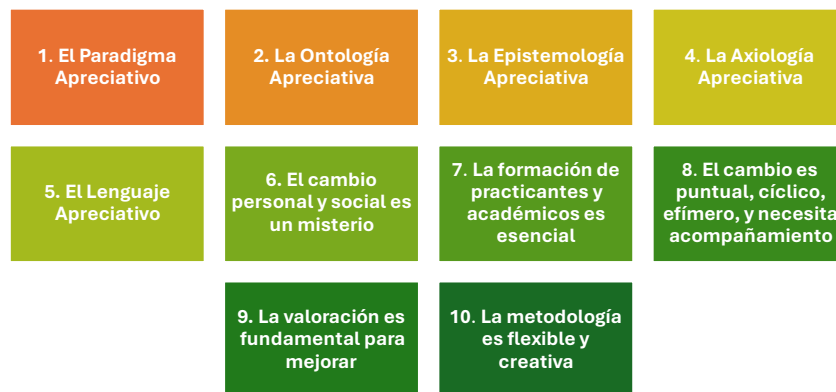 1. El Paradigma
Apreciativo
2. La Ontología
Apreciativa
3. La Epistemología
Apreciativa
4. La Axiología
Apreciativa
5. El Lenguaje
Apreciativo
6. El cambio
personal y social es
un misterio
7. La formación de
practicantes y
académicos es
esencial
8. El cambio es
puntual, cíclico,
efímero, y necesita
acompañamiento
9. La valoración es
fundamental para
mejorar
10. La metodología
es flexible y
creativa